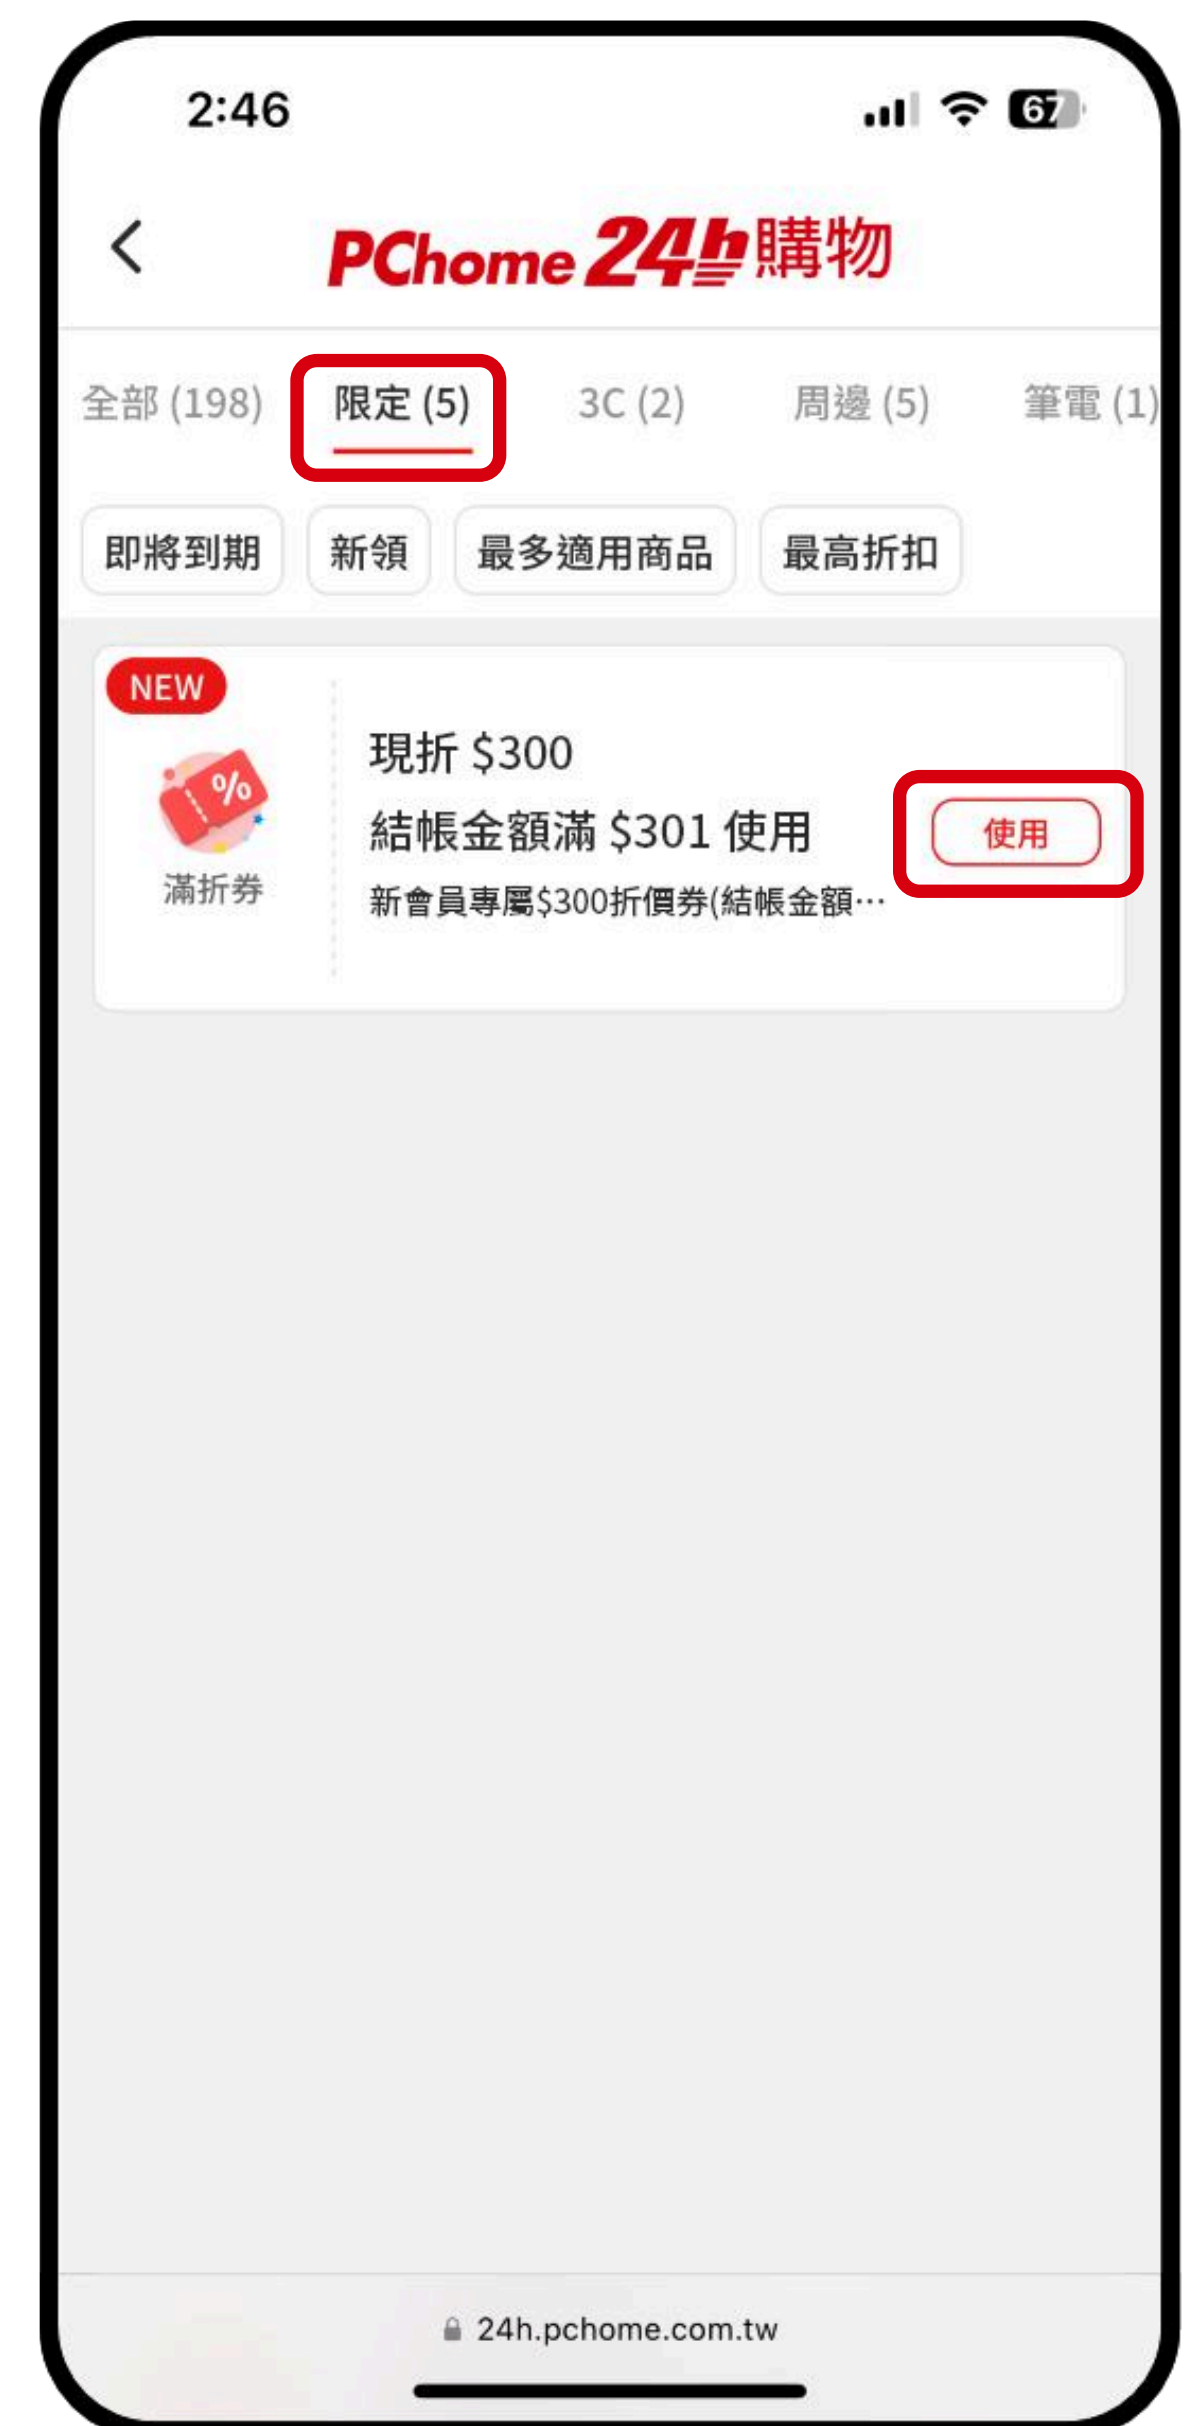 2:46
67
PChome 24h購物
全部 (198) 限定 (5) 3C (2) 周邊 (5) 筆電 (1)
即將到期 新領 最多適用商品 最高折扣
NEW
%
滿折券
現折 $300
結帳金額滿 $301 使用
新會員專屬$300折價券(結帳金額…
使用
24h.pchome.com.tw